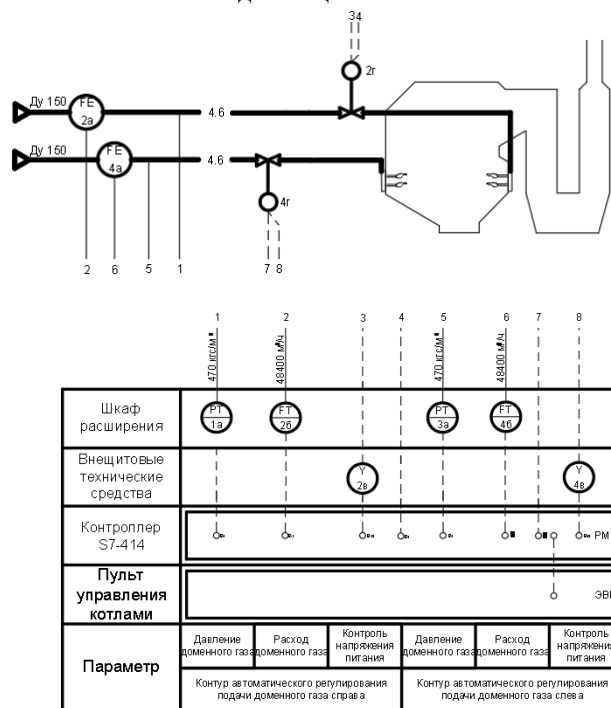 34
2г
Ду 150
FE
2а
4.6
Ду 150
FE
4а
4.6
4г
2
6
5
1
7
8
1
2
3
4
5
6
7
8
470 кгс/м²
48400 м³/ч
470 кгс/м²
48400 м³/ч
Шкаф
расширения
PT
1а
FT
2б
PT
3а
FT
4б
Внещитовые
технические
средства
Y
2в
Y
4в
Контроллер
S7-414
РМ
Пульт
управления
котлами
Параметр
Давление
доменного газа
Расход
доменного газа
Контроль
напряжения
питания
Давление
доменного газа
Расход
доменного газа
Контроль
напряжения
питания
Контур автоматического регулирования
подачи доменного газа справа
Контур автоматического регулирования
подачи доменного газа слева